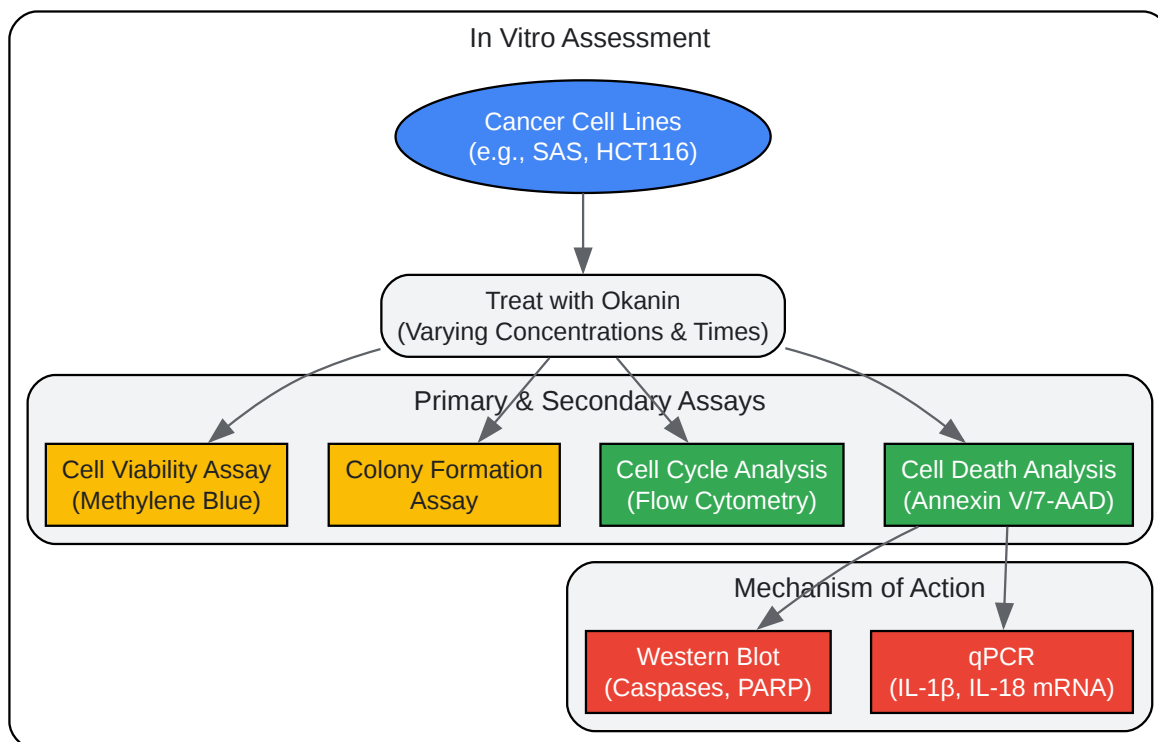 In Vitro Assessment
Cancer Cell Lines
(e.g., SAS, HCT116)
Treat with Okanin
(Varying Concentrations & Times)
Primary & Secondary Assays
Cell Viability Assay
(Methylene Blue)
Colony Formation
Assay
Cell Cycle Analysis
(Flow Cytometry)
Cell Death Analysis
(Annexin V/7-AAD)
Mechanism of Action
Western Blot
(Caspases, PARP)
qPCR
(IL-1β, IL-18 mRNA)